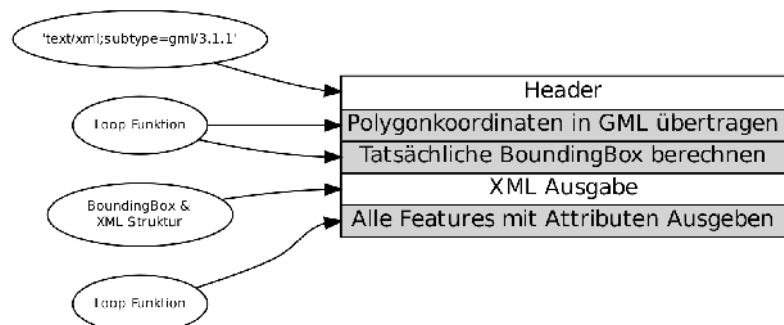 'text/xml;subtype=gml/3.1.1'
Header
Loop Funktion
Polygonkoordinaten in GML übertragen
Tatsächliche BoundingBox berechnen
BoundingBox &
XML Struktur
XML Ausgabe
Alle Features mit Attributen Ausgeben
Loop Funktion